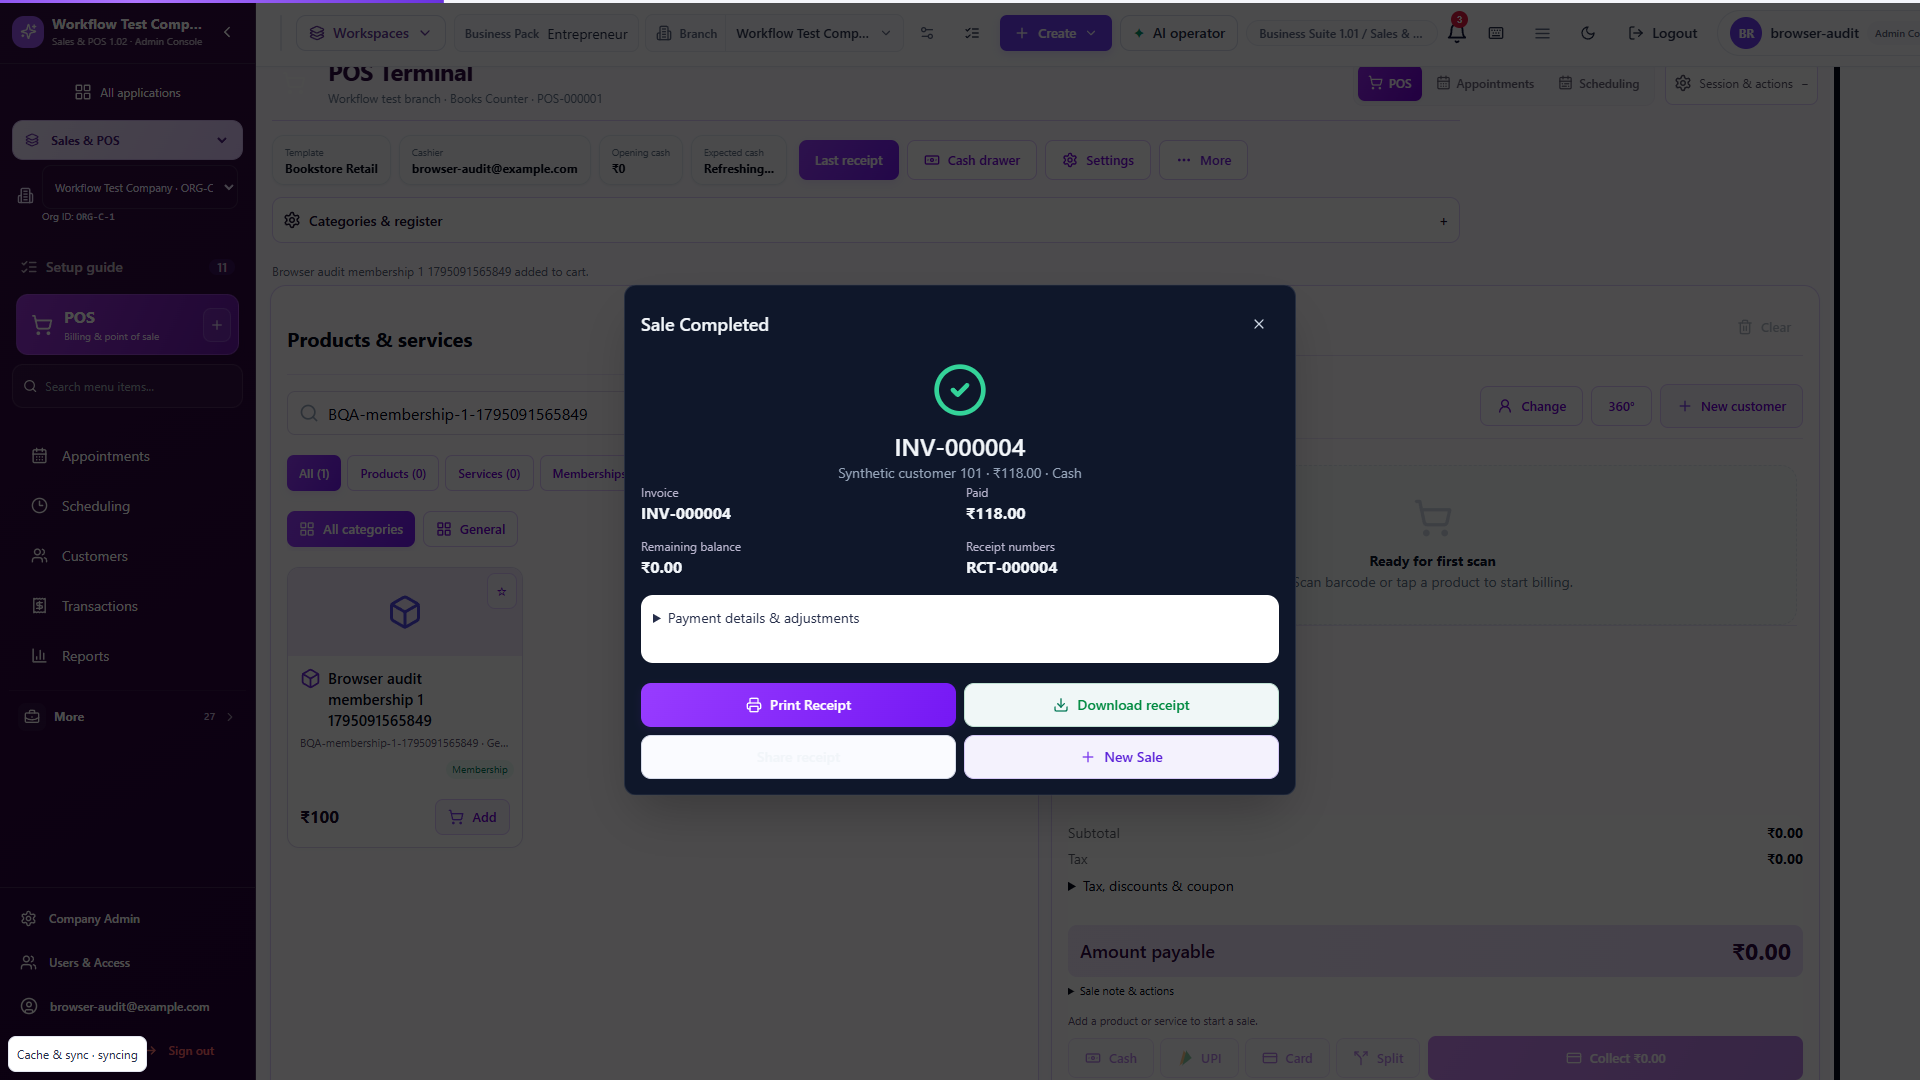 Workflow Test Comp...
Sales & POS 1.02 · Admin Console
All applications
Sales & POS
Workflow Test Company · ORG-C
Org ID: ORG-C-1
Setup guide 11
POS
Billing & point of sale
Search menu items...
Appointments
Scheduling
Customers
Transactions
Reports
More 27
Company Admin
Users & Access
browser-audit@example.com
Sign out
Cache & sync · syncing
Workspaces
Business Pack Entrepreneur
Branch Workflow Test Comp...
Create
AI operator
Business Suite 1.01 / Sales & ...
3
Logout
BR browser-audit
Admin Co
POS Terminal
Workflow test branch · Books Counter · POS-000001
POS Appointments Scheduling
Session & actions –
Template
Bookstore Retail
Cashier
browser-audit@example.com
Opening cash
₹0
Expected cash
Refreshing...
Last receipt
Cash drawer
Settings
More
Categories & register +
Browser audit membership 1 1795091565849 added to cart.
Products & services
BQA-membership-1-1795091565849
All (1) Products (0) Services (0) Memberships
All categories General
Browser audit
membership 1
1795091565849
BQA-membership-1-1795091565849 · Ge...
Membership
₹100
Add
Sale Completed
INV-000004
Synthetic customer 101 · ₹118.00 · Cash
Invoice
INV-000004
Paid
₹118.00
Remaining balance
₹0.00
Receipt numbers
RCT-000004
Payment details & adjustments
Print Receipt
Download receipt
Share receipt
New Sale
Clear
Change
360°
New customer
Ready for first scan
Scan barcode or tap a product to start billing.
Subtotal ₹0.00
Tax ₹0.00
Tax, discounts & coupon
Amount payable ₹0.00
Sale note & actions
Add a product or service to start a sale.
Cash UPI Card Split
Collect ₹0.00